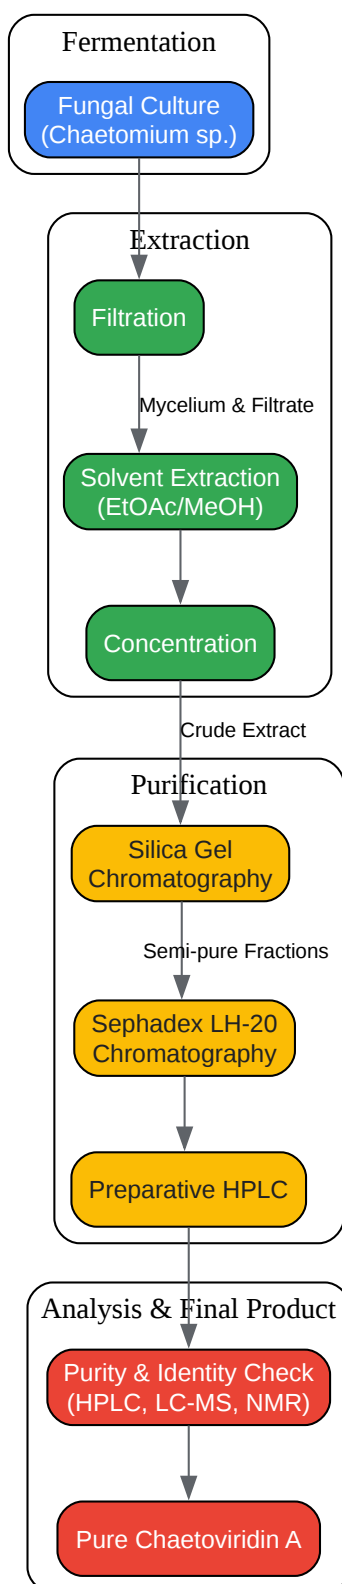 Fermentation
Fungal Culture
(Chaetomium sp.)
Extraction
Filtration
Mycelium & Filtrate
Solvent Extraction
(EtOAc/MeOH)
Concentration
Crude Extract
Purification
Silica Gel
Chromatography
Semi-pure Fractions
Sephadex LH-20
Chromatography
Preparative HPLC
Analysis & Final Product
Purity & Identity Check
(HPLC, LC-MS, NMR)
Pure Chaetoviridin A